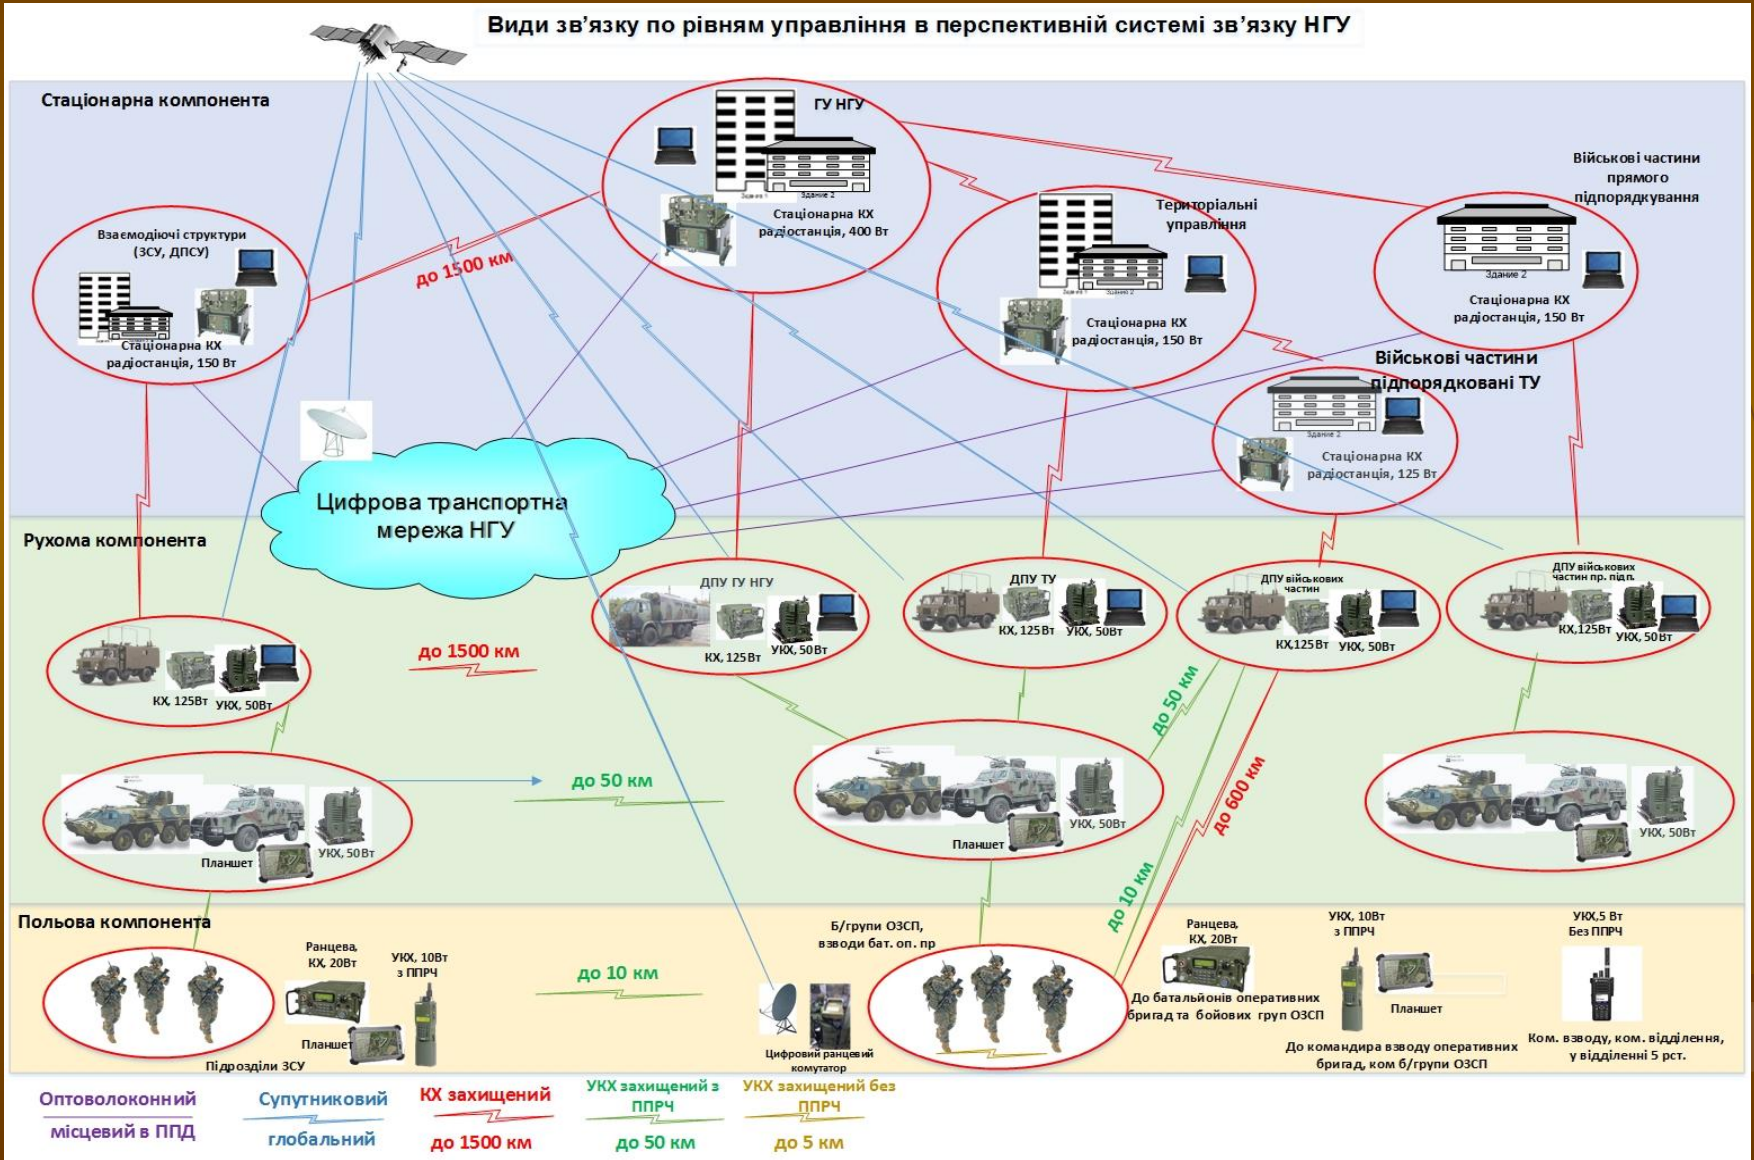 Види зв’язку по рівням управління в перспективній системі зв’язку НГУ
Стаціонарна компонента
ГУ НГУ
Здание 2
Стаціонарна КХ
радіостанція, 400 Вт
Військові частини
прямого
підпорядкування
Територіальні
управління
Здание 2
Стаціонарна КХ
радіостанція, 150 Вт
Взаємодіючі структури
(ЗСУ, ДПСУ)
Стаціонарна КХ
радіостанція, 150 Вт
до 1500 км
Здание 1
Здание 2
Стаціонарна КХ
радіостанція, 150 Вт
Військові частини
підпорядковані ТУ
Здание 2
Стаціонарна КХ
радіостанція, 125 Вт
Цифрова транспортна
мережа НГУ
Рухома компонента
КХ, 125Вт
УКХ, 50Вт
до 1500 км
ДПУ ГУ НГУ
КХ, 125Вт
УКХ, 50Вт
ДПУ ТУ
КХ, 125Вт
УКХ, 50Вт
ДПУ військових
частин
КХ,125Вт
УКХ, 50Вт
ДПУ військових
частин пр. підп.
КХ,125Вт
УКХ, 50Вт
до 50 км
Планшет
УКХ, 50Вт
до 50 км
Планшет
УКХ, 50Вт
до 10 км
до 600 км
УКХ, 50Вт
Польова компонента
Ранцева,
КХ, 20Вт
УКХ, 10Вт
з ППРЧ
Планшет
Підрозділи ЗСУ
до 10 км
Б/групи ОЗСП,
взводи бат. оп. пр
Цифровий ранцевий
комутатор
Ранцева,
КХ, 20Вт
До батальйонів оперативних
бригад та бойових груп ОЗСП
УКХ, 10Вт
з ППРЧ
Планшет
До командира взводу оперативних
бригад, ком б/групи ОЗСП
УКХ,5 Вт
Без ППРЧ
Ком. взводу, ком. відділення,
у відділенні 5 рст.
Оптоволоконний
місцевий в ППД
Супутниковий
глобальний
КХ захищений
до 1500 км
УКХ захищений з
ППРЧ
до 50 км
УКХ захищений без
ППРЧ
до 5 км